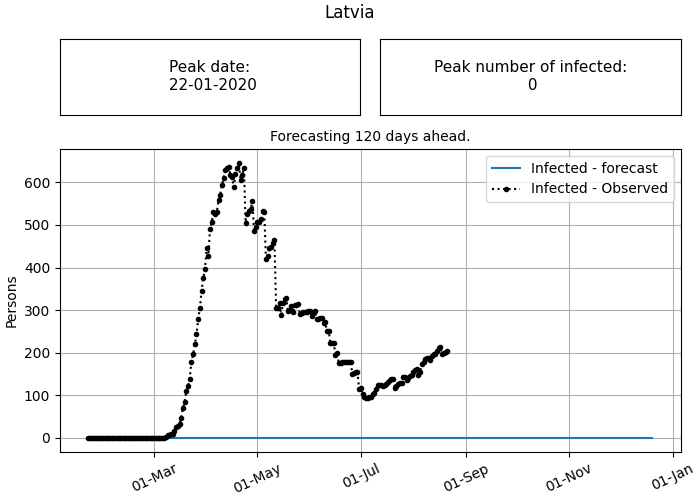 Latvia
Peak date:
22-01-2020
Peak number of infected:
0
Forecasting 120 days ahead.
Infected - forecast
Infected - Observed
Persons
600
500
400
300
200
100
0
01-Mar
01-May
01-Jul
01-Sep
01-Nov
01-Jan